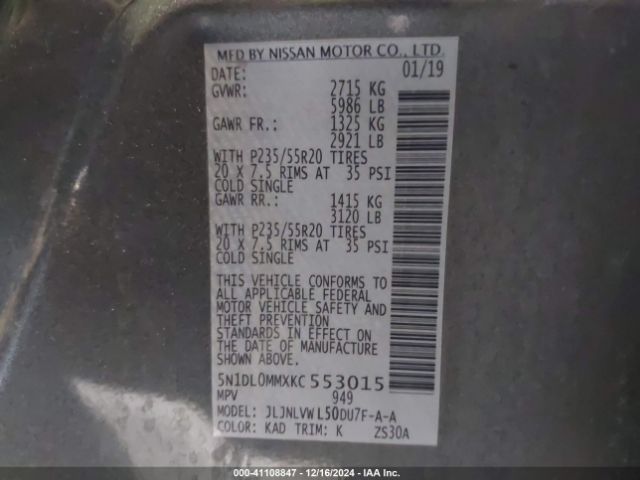 MFD BY NISSAN MOTOR CO., LTD.
DATE: 01/19
GVWR: 2715 KG
5986 LB
GAWR FR.: 1325 KG
2921 LB
WITH P235/55R20 TIRES
20 X 7.5 RIMS AT 35 PSI
COLD SINGLE
GAWR RR.: 1415 KG
3120 LB
WITH P235/55R20 TIRES
20 X 7.5 RIMS AT 35 PSI
COLD SINGLE
THIS VEHICLE CONFORMS TO
ALL APPLICABLE FEDERAL
MOTOR VEHICLE SAFETY AND
THEFT PREVENTION
STANDARDS IN EFFECT ON
THE DATE OF MANUFACTURE
SHOWN ABOVE.
5N1DL0MMXKC 553015
MPV 949
MODEL: JLJNLVW L50DU7F-A-A
COLOR: KAD TRIM: K ZS30A
000-41108847 - 12/16/2024 - IAA Inc.